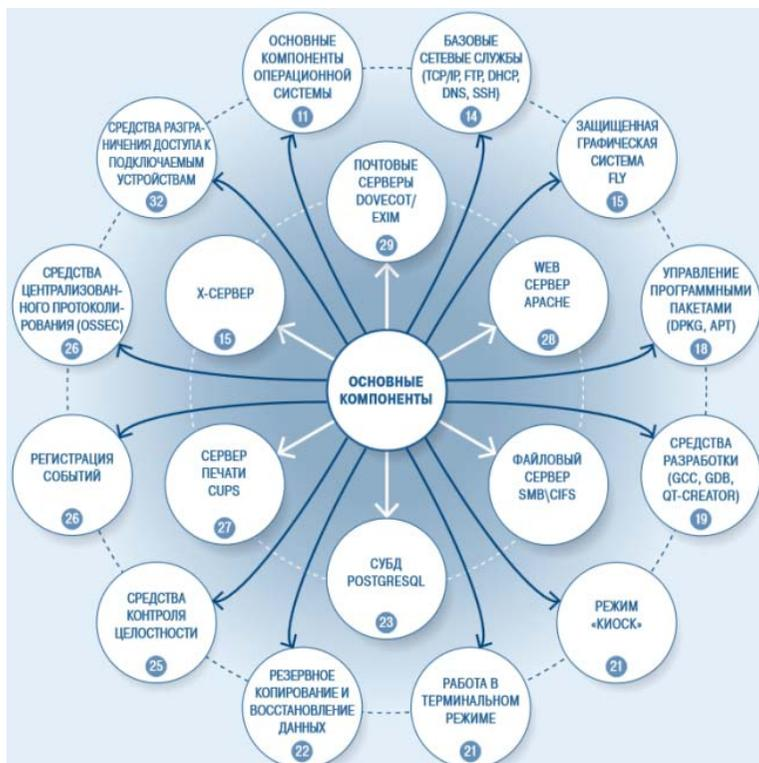 ОСНОВНЫЕ
КОМПОНЕНТЫ
ОПЕРАЦИОННОЙ
СИСТЕМЫ
11
БАЗОВЫЕ
СЕТЕВЫЕ СЛУЖБЫ
(TCP/IP, FTP, DHCP,
DNS, SSH)
14
СРЕДСТВА РАЗГРА-
НИЧЕНИЯ ДОСТУПА К
ПОДКЛЮЧАЕМЫМ
УСТРОЙСТВАМ
32
ПОЧТОВЫЕ
СЕРВЕРЫ
DOVECOT/
EXIM
29
ЗАЩИЩЕННАЯ
ГРАФИЧЕСКАЯ
СИСТЕМА
FLY
15
СРЕДСТВА
ЦЕНТРАЛИЗОВАН-
НОГО ПРОТОКОЛИ-
РОВАНИЯ (OSSEC)
26
X-СЕРВЕР
15
WEB
СЕРВЕР
APACHE
28
УПРАВЛЕНИЕ
ПРОГРАММНЫМИ
ПАКЕТАМИ
(DPKG, APT)
18
ОСНОВНЫЕ
КОМПОНЕНТЫ
РЕГИСТРАЦИЯ
СОБЫТИЙ
26
СЕРВЕР
ПЕЧАТИ
CUPS
27
ФАЙЛОВЫЙ
СЕРВЕР
SMB\CIFS
СРЕДСТВА
РАЗРАБОТКИ
(GCC, GDB,
QT-CREATOR)
19
СУБД
POSTGRESQL
23
СРЕДСТВА
КОНТРОЛЯ
ЦЕЛОСТНОСТИ
25
РЕЖИМ
«КИОСК»
21
РЕЗЕРВНОЕ
КОПИРОВАНИЕ И
ВОССТАНОВЛЕНИЕ
ДАННЫХ
22
РАБОТА В
ТЕРМИНАЛЬНОМ
РЕЖИМЕ
21